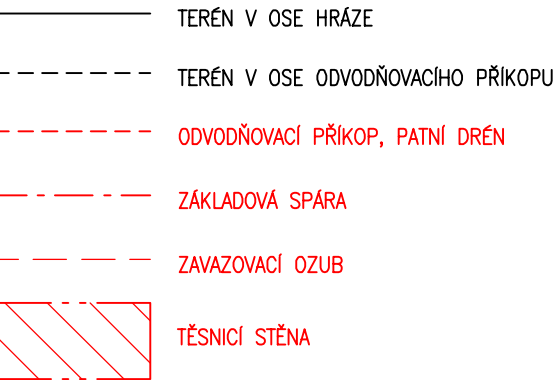 TERÉN V OSE HRÁZE
TERÉN V OSE ODVODŇOVACÍHO PŘÍKOPU
ODVODŇOVACÍ PŘÍKOP, PATNÍ DRÉN
ZÁKLADOVÁ SPÁRA
ZAVAZOVACÍ OZUB
TĚSNICÍ STĚNA